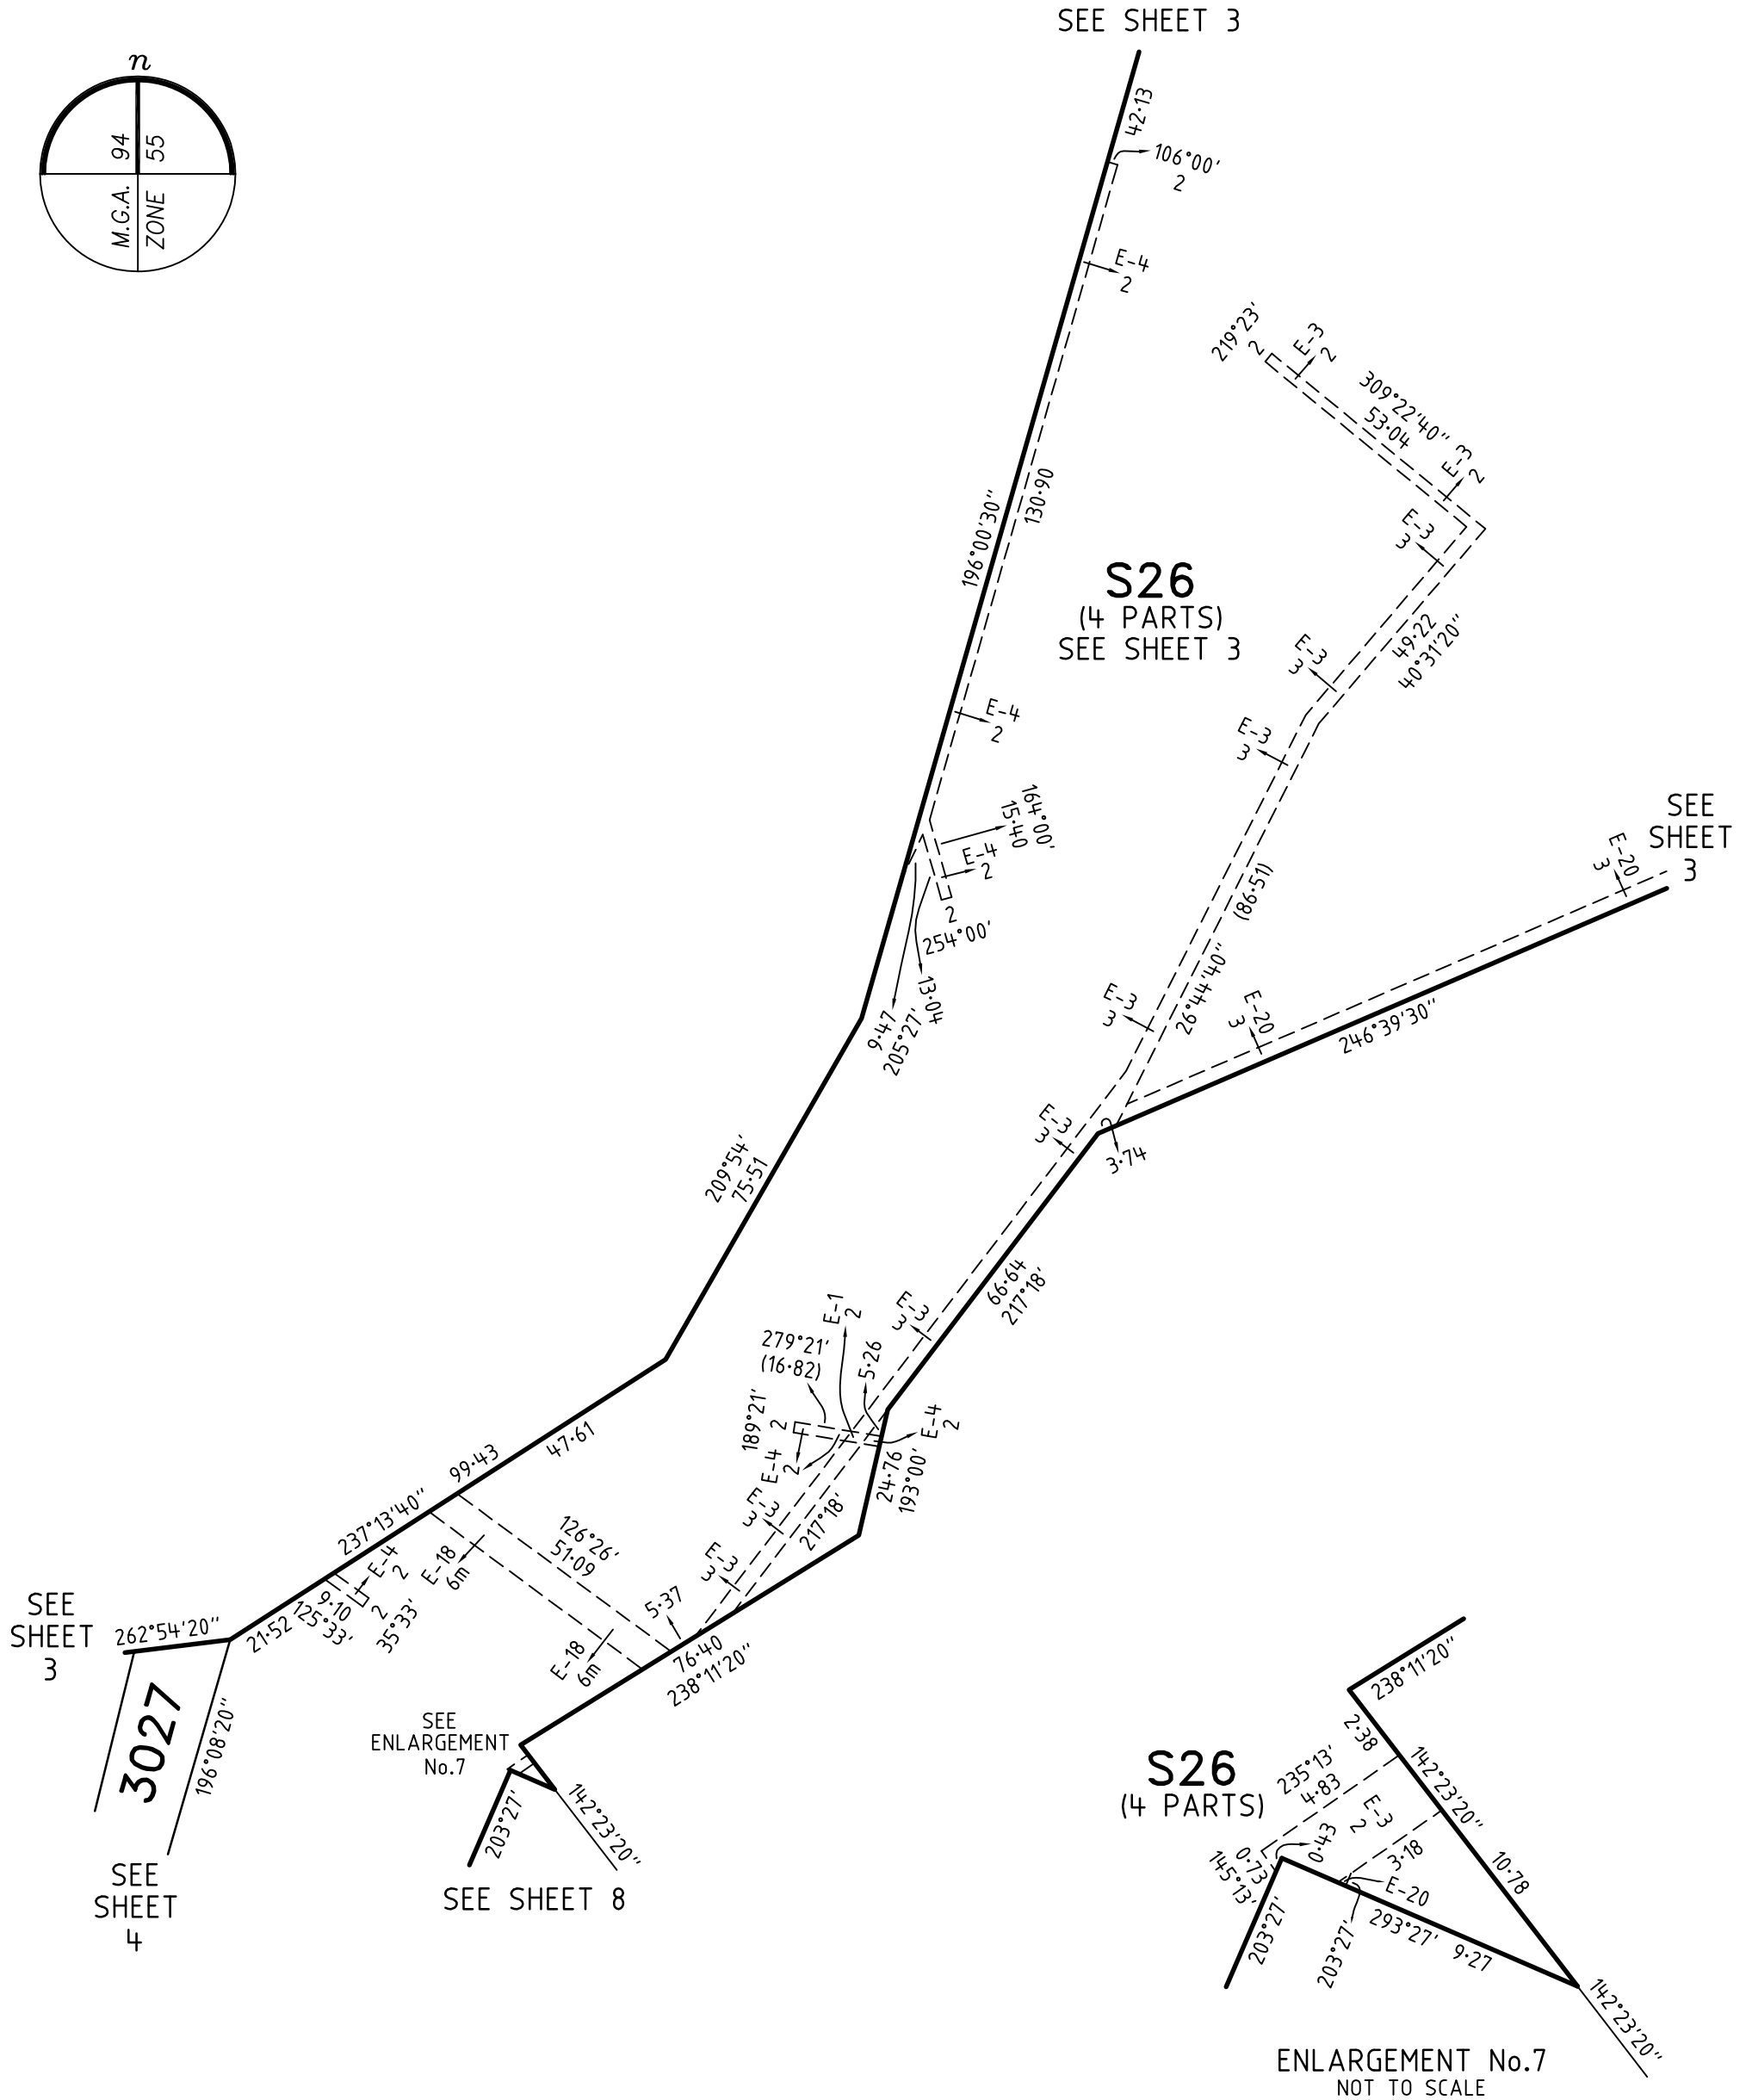 SEE SHEET 3
n
M.G.A. 94
ZONE 55
42·13
106°00'
2
E-4
2
219°23'
2
E-3
2
309°22'40"
53·04
E-3
2
E-3
3
196°00'30"
130·90
S26
(4 PARTS)
SEE SHEET 3
49·22
40°31'20"
E-3
3
E-3
3
E-4
2
164°00'
15·40
E-4
2
2
254°00'
13·04
9·47
205°27'
(86·51)
26°44'40"
E-3
3
SEE
SHEET
3
E-20
3
E-20
3
246°39'30"
E-3
3
2
3·74
209°54'
75·51
66·64
217°18'
E-3
3
E-1
2
279°21'
(16·82)
5·26
189°21'
2
E-4
2
E-4
2
24·76
193°00'
217°18'
E-3
3
E-3
3
47·61
99·43
237°13'40"
126°26'
51·09
E-18
6m
E-18
6m
E-4
2
2
35°33'
9·10
125°33'
21·52
5·37
76·40
238°11'20"
SEE
SHEET
3
262°54'20"
3027
196°08'20"
SEE
SHEET
4
SEE
ENLARGEMENT
No.7
203°27'
142°23'20"
SEE SHEET 8
238°11'20"
2·38
142°23'20"
S26
(4 PARTS)
235°13'
4·83
E-3
2
0·43
3·18
0·73
145°13'
E-20
10·78
203°27'
203°27'
293°27' 9·27
142°23'20"
ENLARGEMENT No.7
NOT TO SCALE